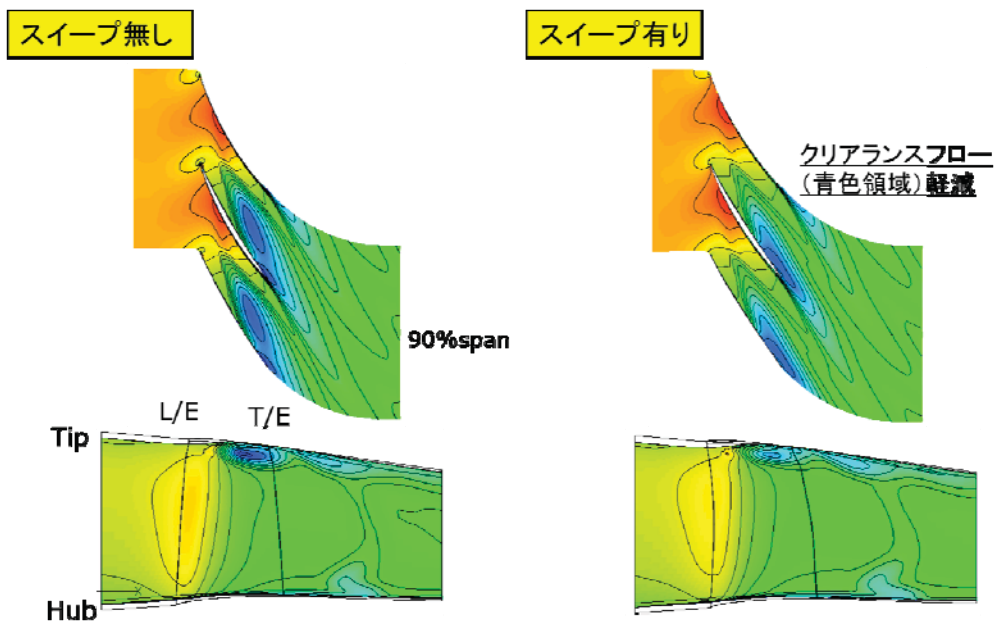 スイープ無し
スイープ有り
クリアランスフロー
（青色領域）軽減
90%span
L/E
T/E
Tip
Hub